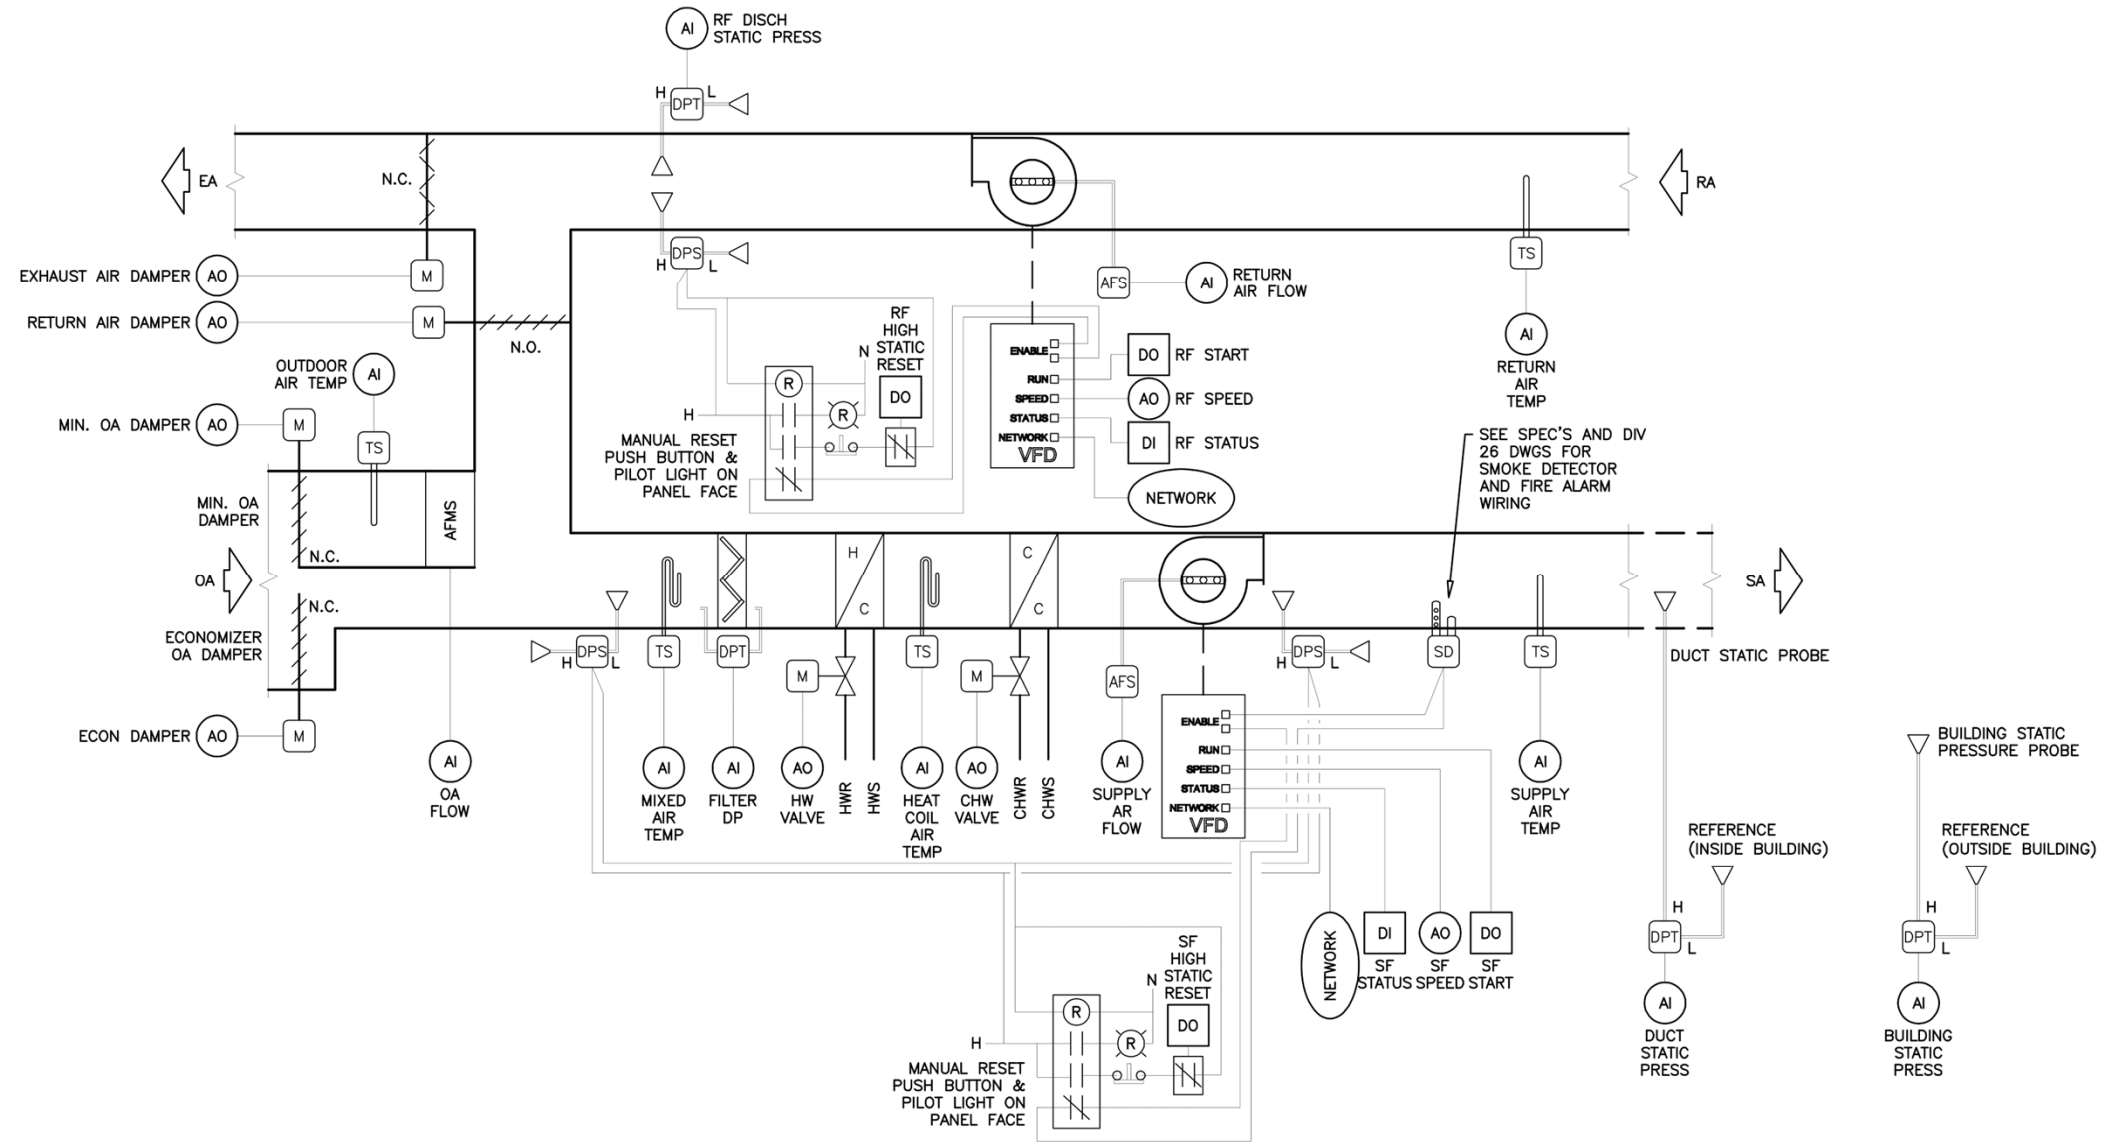 AI
RF DISCH
STATIC PRESS
H
L
DPT
EA
N.C.
RA
EXHAUST AIR DAMPER
AO
M
RETURN AIR DAMPER
AO
M
N.O.
DPS
H
L
AFS
AI
RETURN
AIR FLOW
TS
AI
RETURN
AIR
TEMP
OUTDOOR
AIR TEMP
AI
MIN. OA DAMPER
AO
M
TS
RF
HIGH
STATIC
RESET
N
DO
R
R
H
MANUAL RESET
PUSH BUTTON &
PILOT LIGHT ON
PANEL FACE
ENABLE
RUN
SPEED
STATUS
NETWORK
VFD
DO
RF START
AO
RF SPEED
DI
RF STATUS
NETWORK
SEE SPEC'S AND DIV
26 DWGS FOR
SMOKE DETECTOR
AND FIRE ALARM
WIRING
MIN. OA
DAMPER
N.C.
AFMS
OA
N.C.
ECONOMIZER
OA DAMPER
ECON DAMPER
AO
M
AI
OA
FLOW
H
C
C
C
SA
DPS
H
L
TS
DPT
M
TS
M
AFS
DPS
H
L
SD
TS
DUCT STATIC PROBE
AI
MIXED
AIR
TEMP
AI
FILTER
DP
AO
HW
VALVE
HWR
HWS
AI
HEAT
COIL
AIR
TEMP
AO
CHW
VALVE
CHWR
CHWS
AI
SUPPLY
AR
FLOW
ENABLE
RUN
SPEED
STATUS
NETWORK
VFD
AI
SUPPLY
AIR
TEMP
BUILDING STATIC
PRESSURE PROBE
REFERENCE
(INSIDE BUILDING)
REFERENCE
(OUTSIDE BUILDING)
NETWORK
DI
SF
STATUS
AO
SF
SPEED
DO
SF
START
H
DPT
L
AI
DUCT
STATIC
PRESS
H
DPT
L
AI
BUILDING
STATIC
PRESS
SF
HIGH
STATIC
RESET
N
DO
R
R
H
MANUAL RESET
PUSH BUTTON &
PILOT LIGHT ON
PANEL FACE